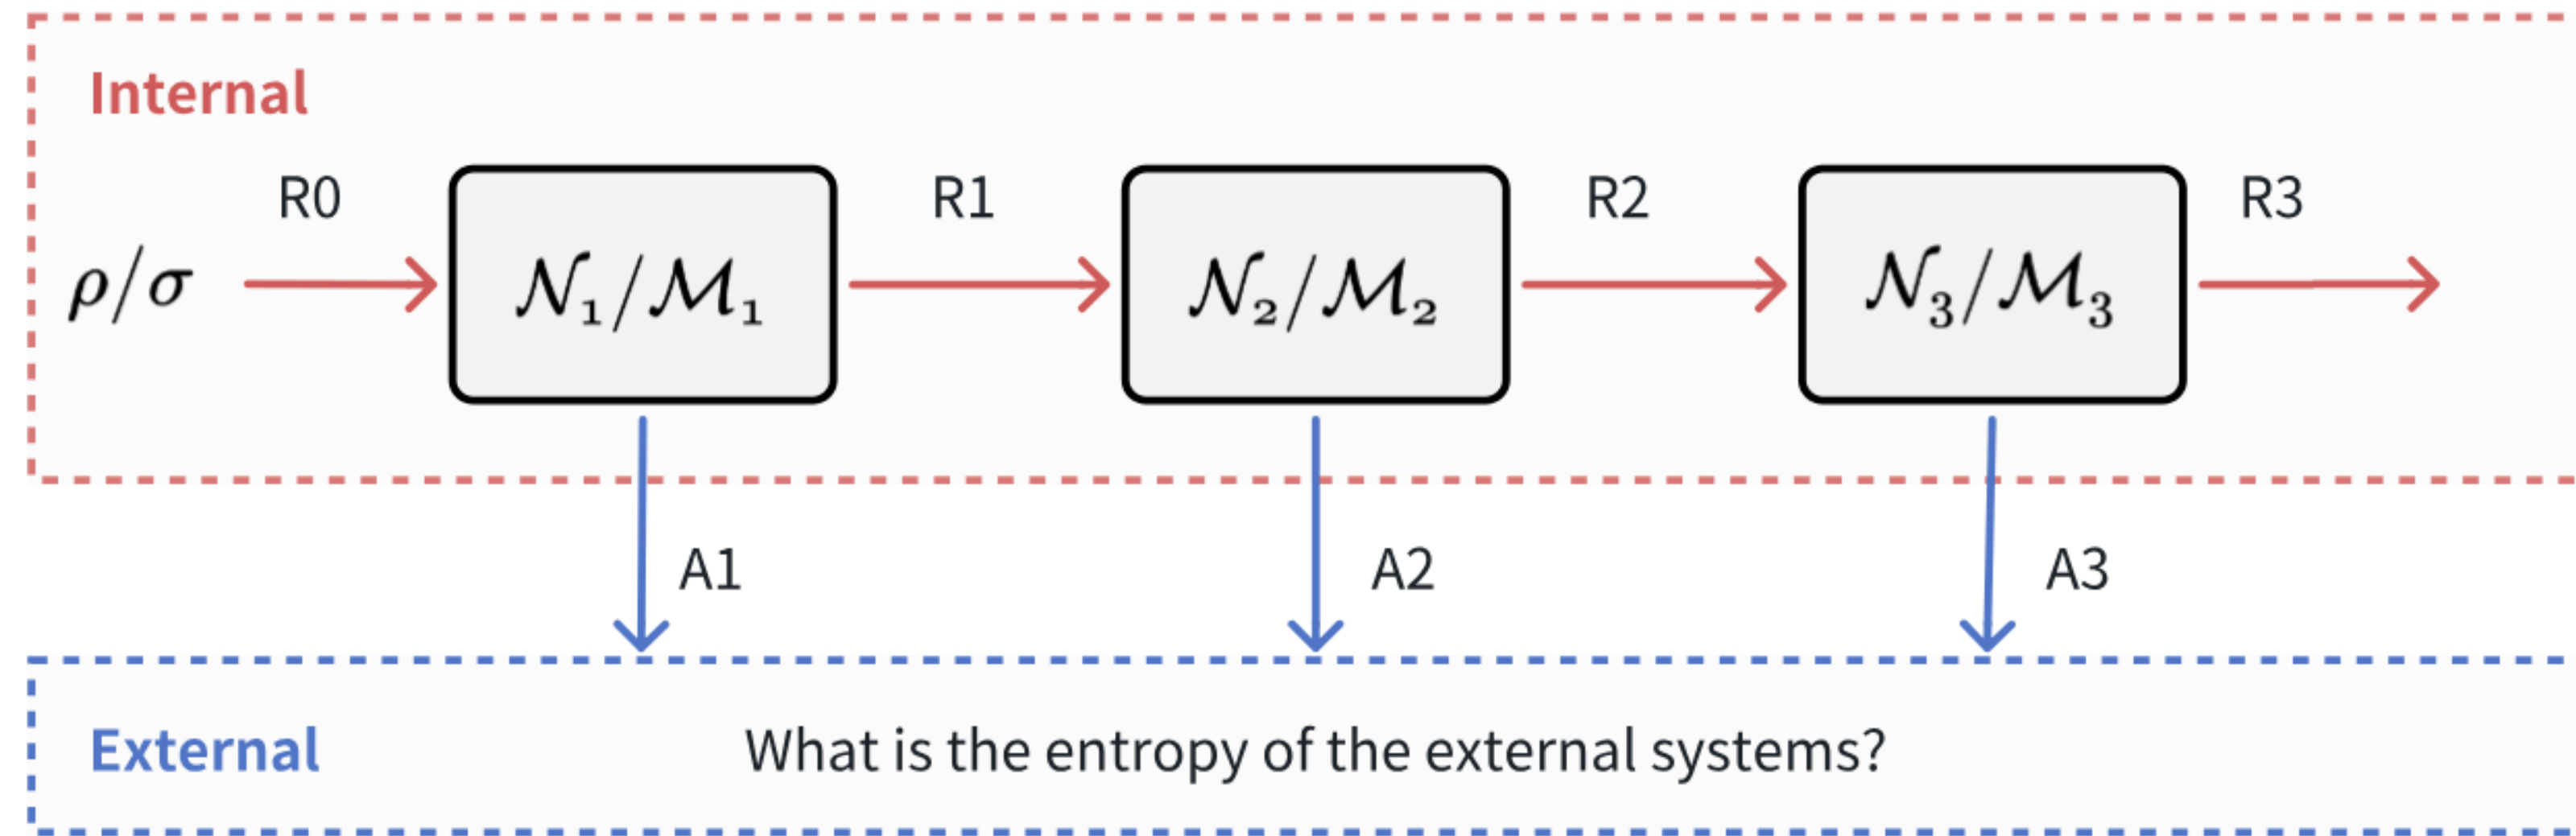 Internal
R0 R1 R2 R3
ρ/σ 𝒩₁/ℳ₁ 𝒩₂/ℳ₂ 𝒩₃/ℳ₃
A1 A2 A3
External What is the entropy of the external systems?